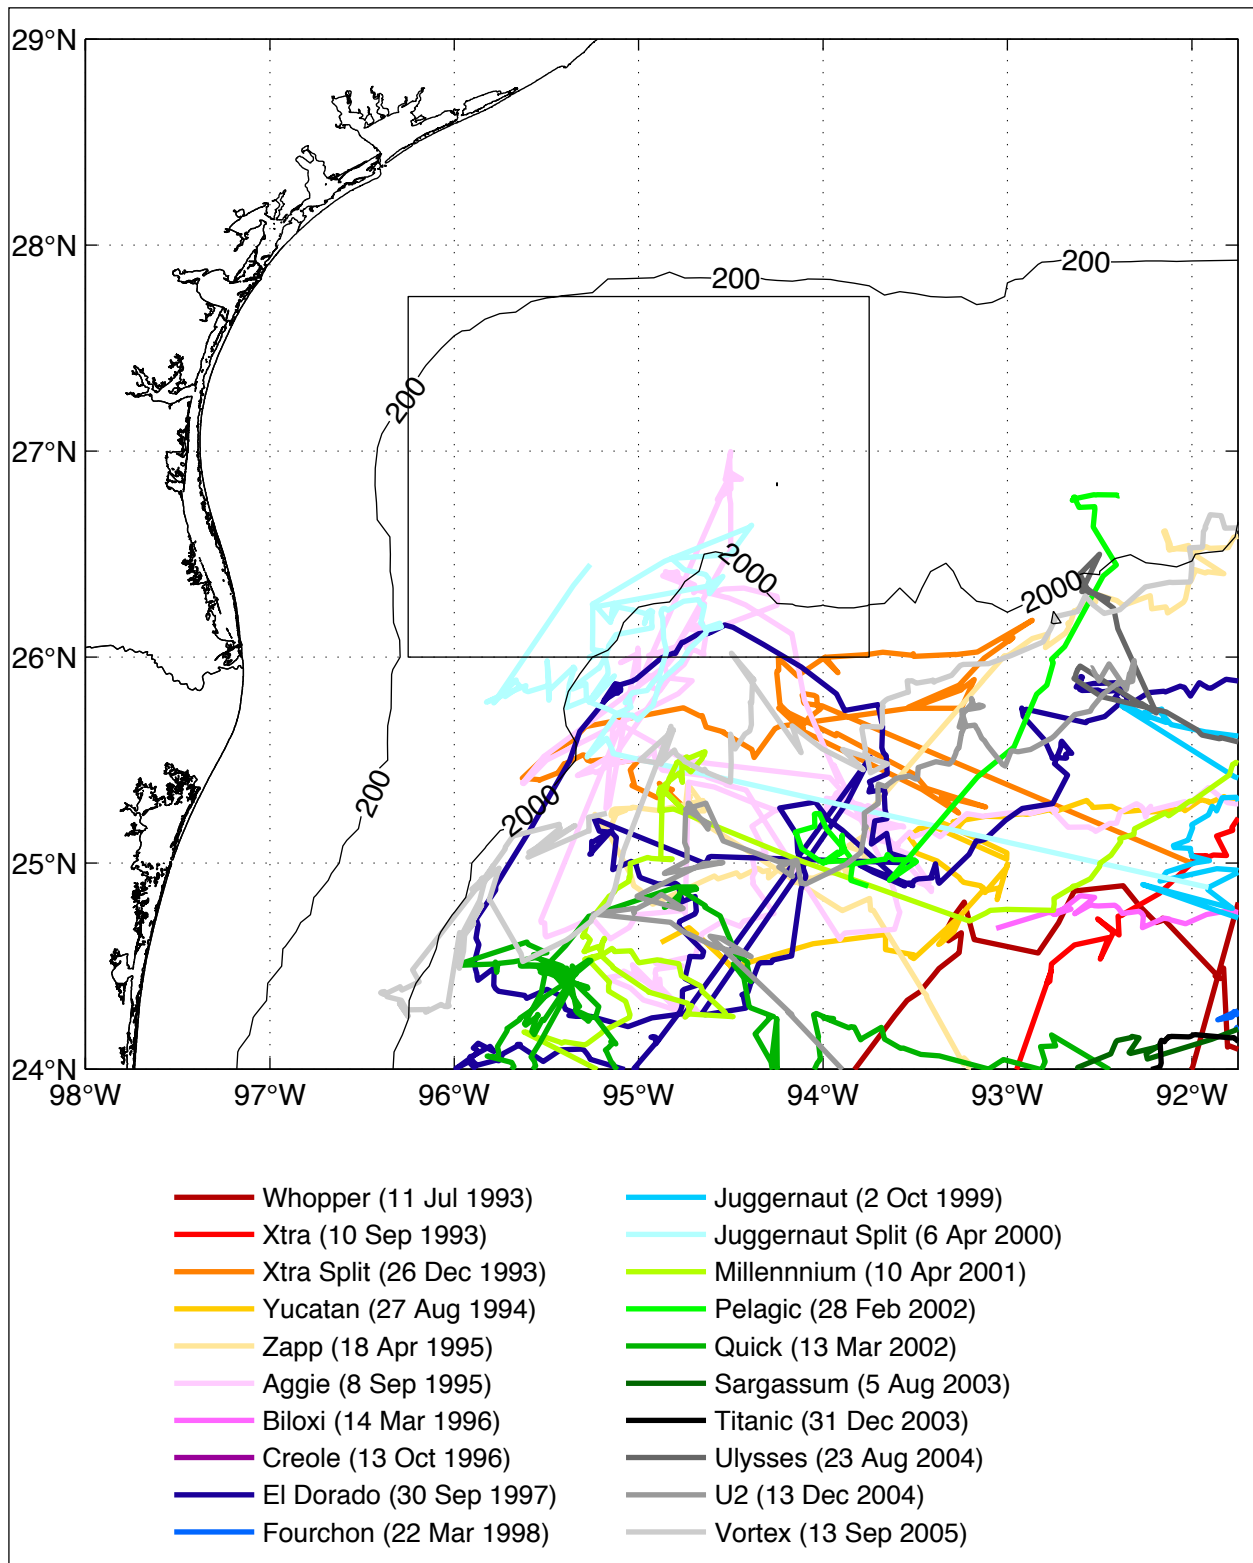 29°N
200
200
28°N
200
27°N
2000
2000
26°N
2000
200
25°N
24°N
98°W 97°W 96°W 95°W 94°W 93°W 92°W
Whopper (11 Jul 1993)
Xtra (10 Sep 1993)
Xtra Split (26 Dec 1993)
Yucatan (27 Aug 1994)
Zapp (18 Apr 1995)
Aggie (8 Sep 1995)
Biloxi (14 Mar 1996)
Creole (13 Oct 1996)
El Dorado (30 Sep 1997)
Fourchon (22 Mar 1998)
Juggernaut (2 Oct 1999)
Juggernaut Split (6 Apr 2000)
Millennnium (10 Apr 2001)
Pelagic (28 Feb 2002)
Quick (13 Mar 2002)
Sargassum (5 Aug 2003)
Titanic (31 Dec 2003)
Ulysses (23 Aug 2004)
U2 (13 Dec 2004)
Vortex (13 Sep 2005)